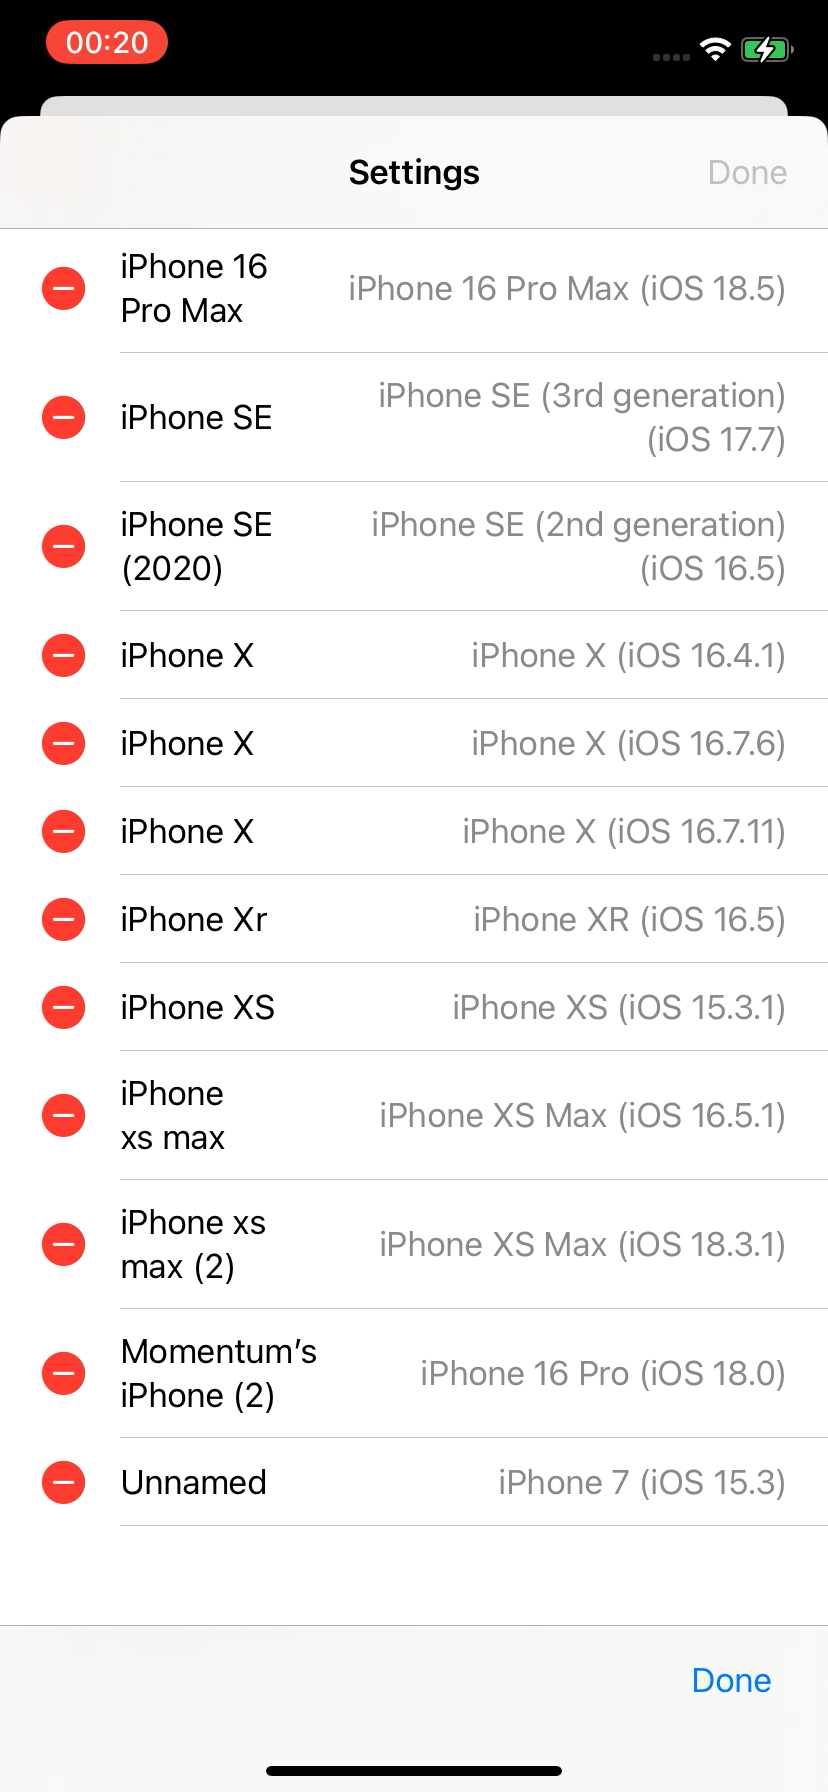 00:20
Settings
Done
iPhone 16
Pro Max
iPhone 16 Pro Max (iOS 18.5)
iPhone SE
iPhone SE (3rd generation)
(iOS 17.7)
iPhone SE
(2020)
iPhone SE (2nd generation)
(iOS 16.5)
iPhone X
iPhone X (iOS 16.4.1)
iPhone X
iPhone X (iOS 16.7.6)
iPhone X
iPhone X (iOS 16.7.11)
iPhone Xr
iPhone XR (iOS 16.5)
iPhone XS
iPhone XS (iOS 15.3.1)
iPhone
xs max
iPhone XS Max (iOS 16.5.1)
iPhone xs
max (2)
iPhone XS Max (iOS 18.3.1)
Momentum’s
iPhone (2)
iPhone 16 Pro (iOS 18.0)
Unnamed
iPhone 7 (iOS 15.3)
Done